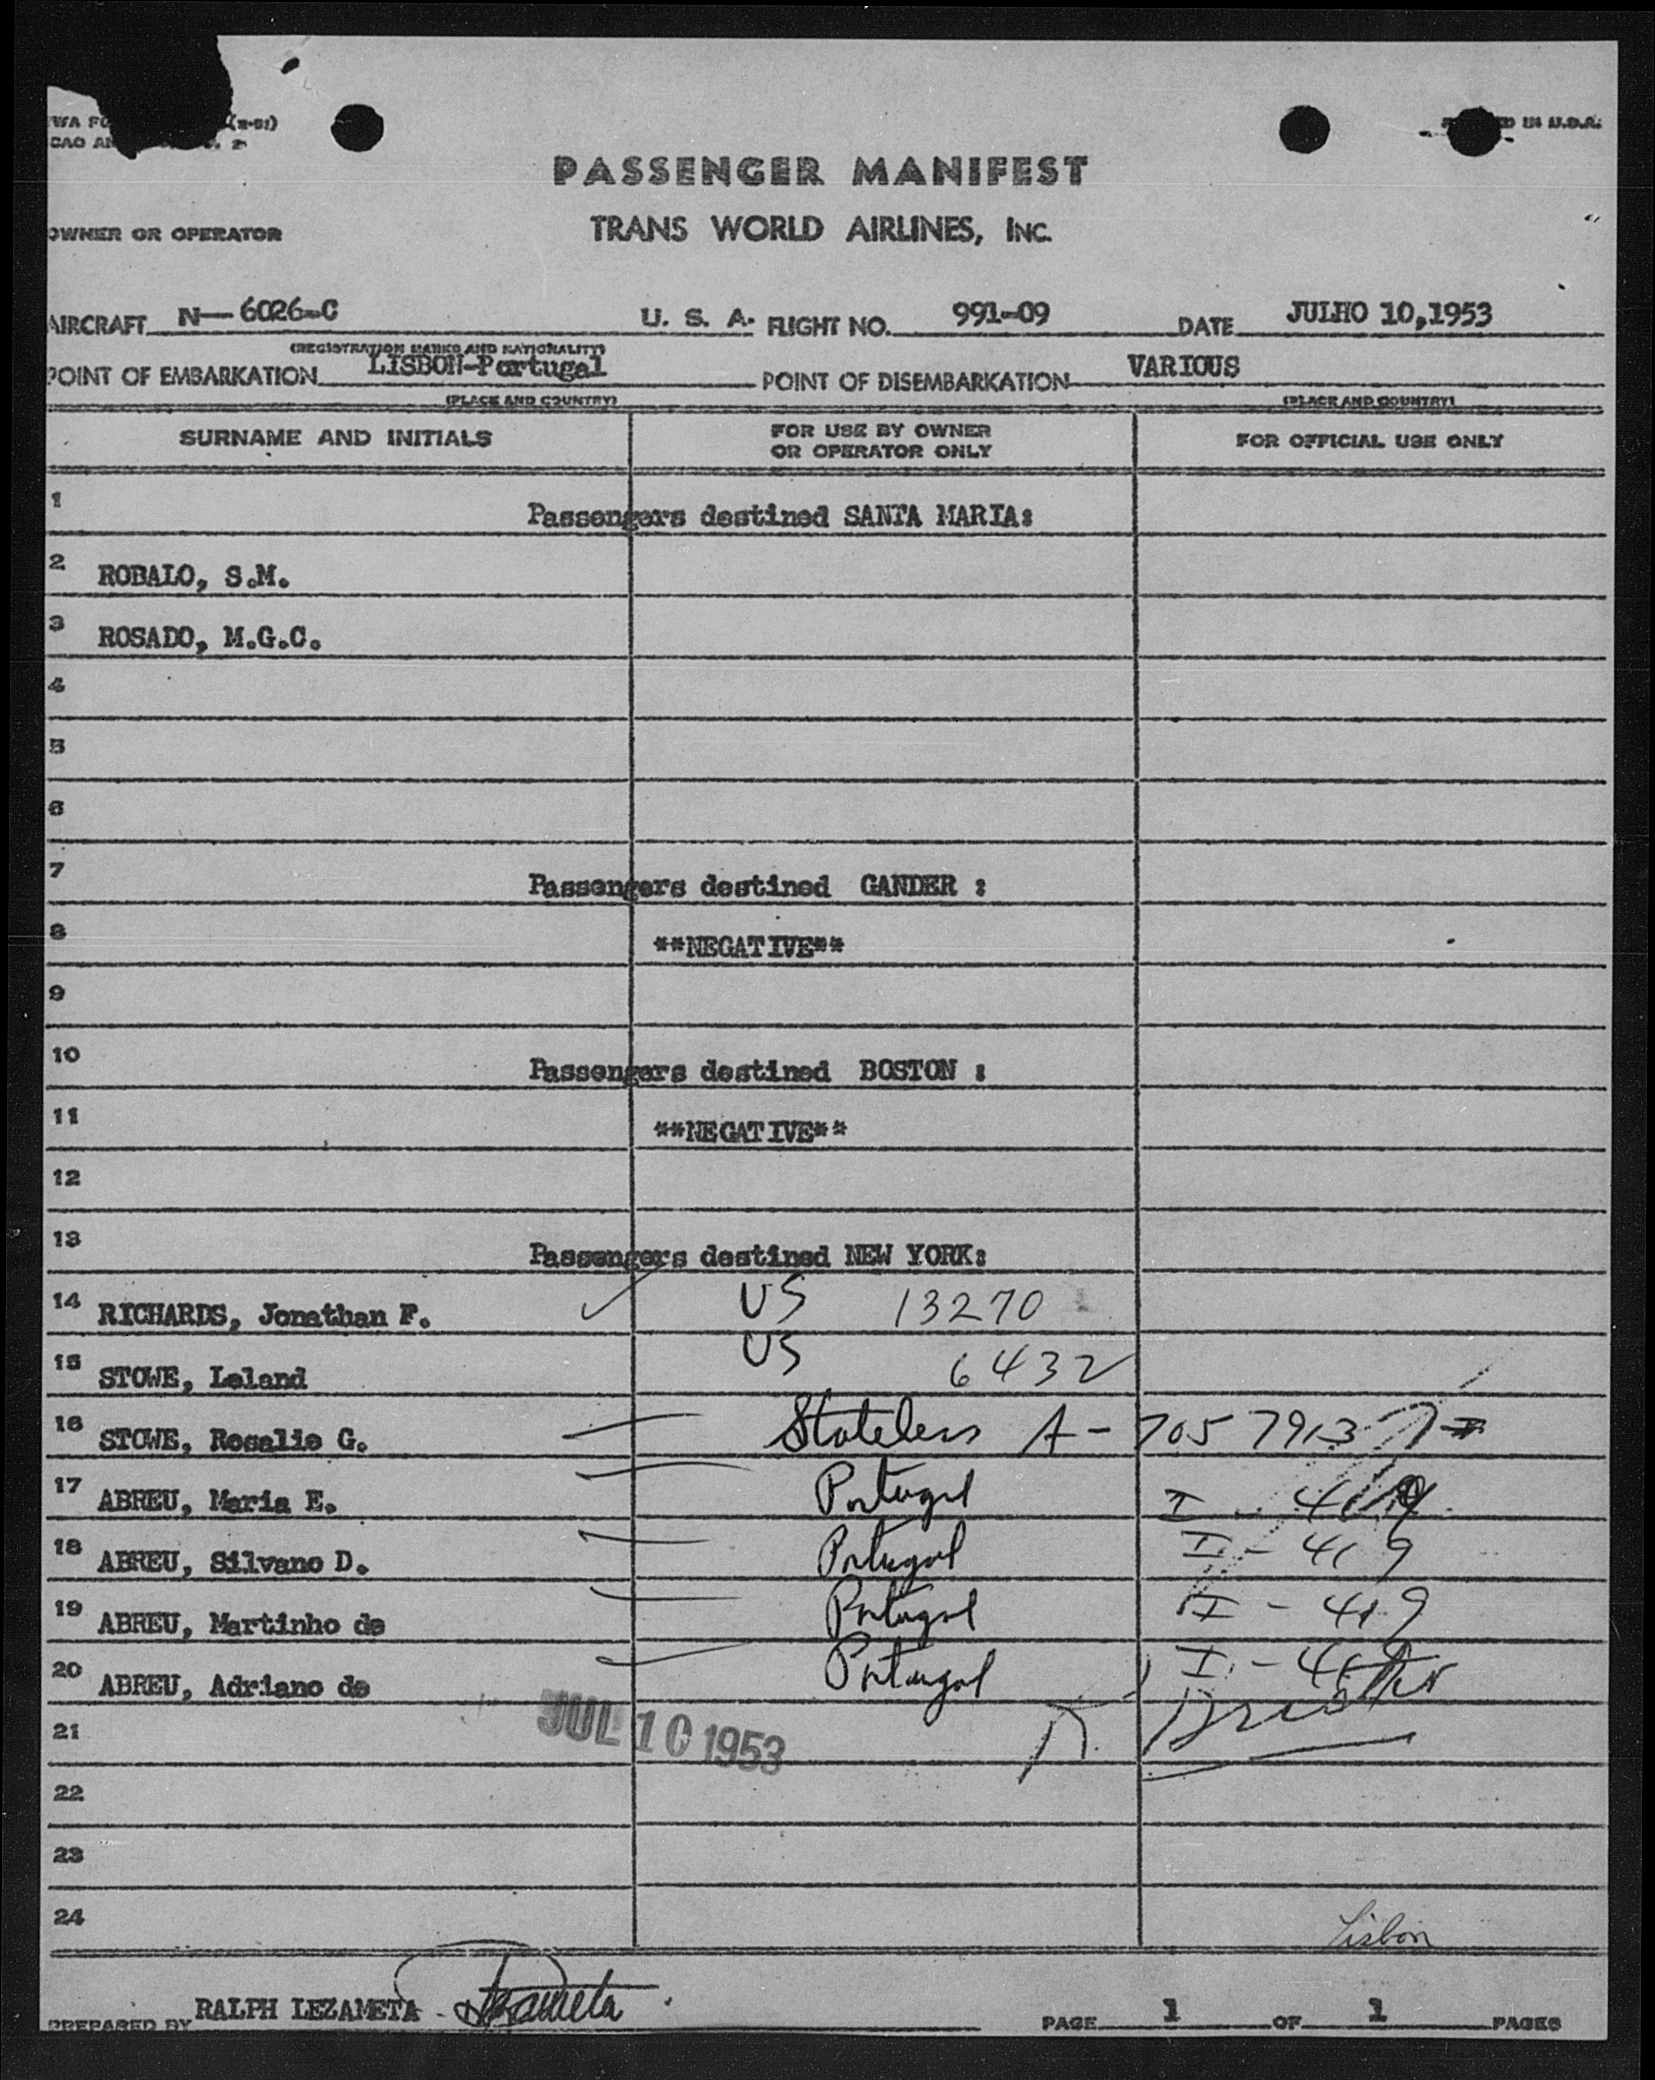 (2-51)
IN U.S.A.
PASSENGER MANIFEST
OWNER OR OPERATOR
TRANS WORLD AIRLINES, INC.
AIRCRAFT N-6026-C U. S. A. FLIGHT NO. 991-09 DATE JULHO 10,1953
(REGISTRATION MARKS AND NATIONALITY)
POINT OF EMBARKATION LISBON-Portugal POINT OF DISEMBARKATION VARIOUS
(PLACE AND COUNTRY) (PLACE AND COUNTRY)
SURNAME AND INITIALS FOR USE BY OWNER OR OPERATOR ONLY FOR OFFICIAL USE ONLY
1 Passengers destined SANTA MARIA:
2 ROBALO, S.M.
3 ROSADO, M.G.C.
4
5
6
7 Passengers destined GANDER :
8 **NEGATIVE**
9
10 Passengers destined BOSTON :
11 **NEGATIVE**
12
13 Passengers destined NEW YORK:
14 RICHARDS, Jonathan F. US 13270
15 STOWE, Leland US 6432
16 STOWE, Rosalie G. Stateless A- 7057913
17 ABREU, Maria E. Portugal I
18 ABREU, Silvano D. Portugal I - 419
19 ABREU, Martinho de Portugal I - 419
20 ABREU, Adriano de Portugal I -
21 JUL 10 1953
22
23
24 Lisbon
PREPARED BY RALPH LEZAMETA Lezameta PAGE 1 OF 1 PAGES